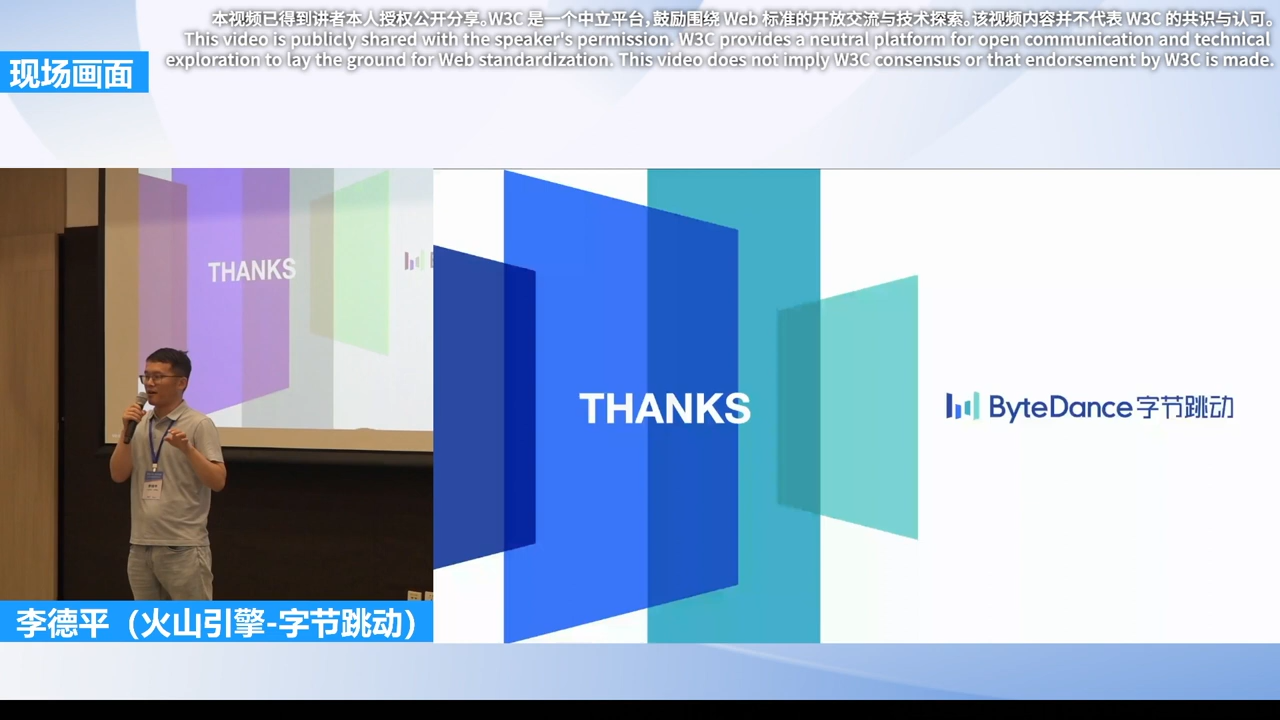 本视频已得到讲者本人授权公开分享。W3C 是一个中立平台，鼓励围绕 Web 标准的开放交流与技术探索。该视频内容并不代表 W3C 的共识与认可。
This video is publicly shared with the speaker's permission. W3C provides a neutral platform for open communication and technical
exploration to lay the ground for Web standardization. This video does not imply W3C consensus or that endorsement by W3C is made.
现场画面
THANKS
THANKS
ByteDance字节跳动
李德平（火山引擎-字节跳动）